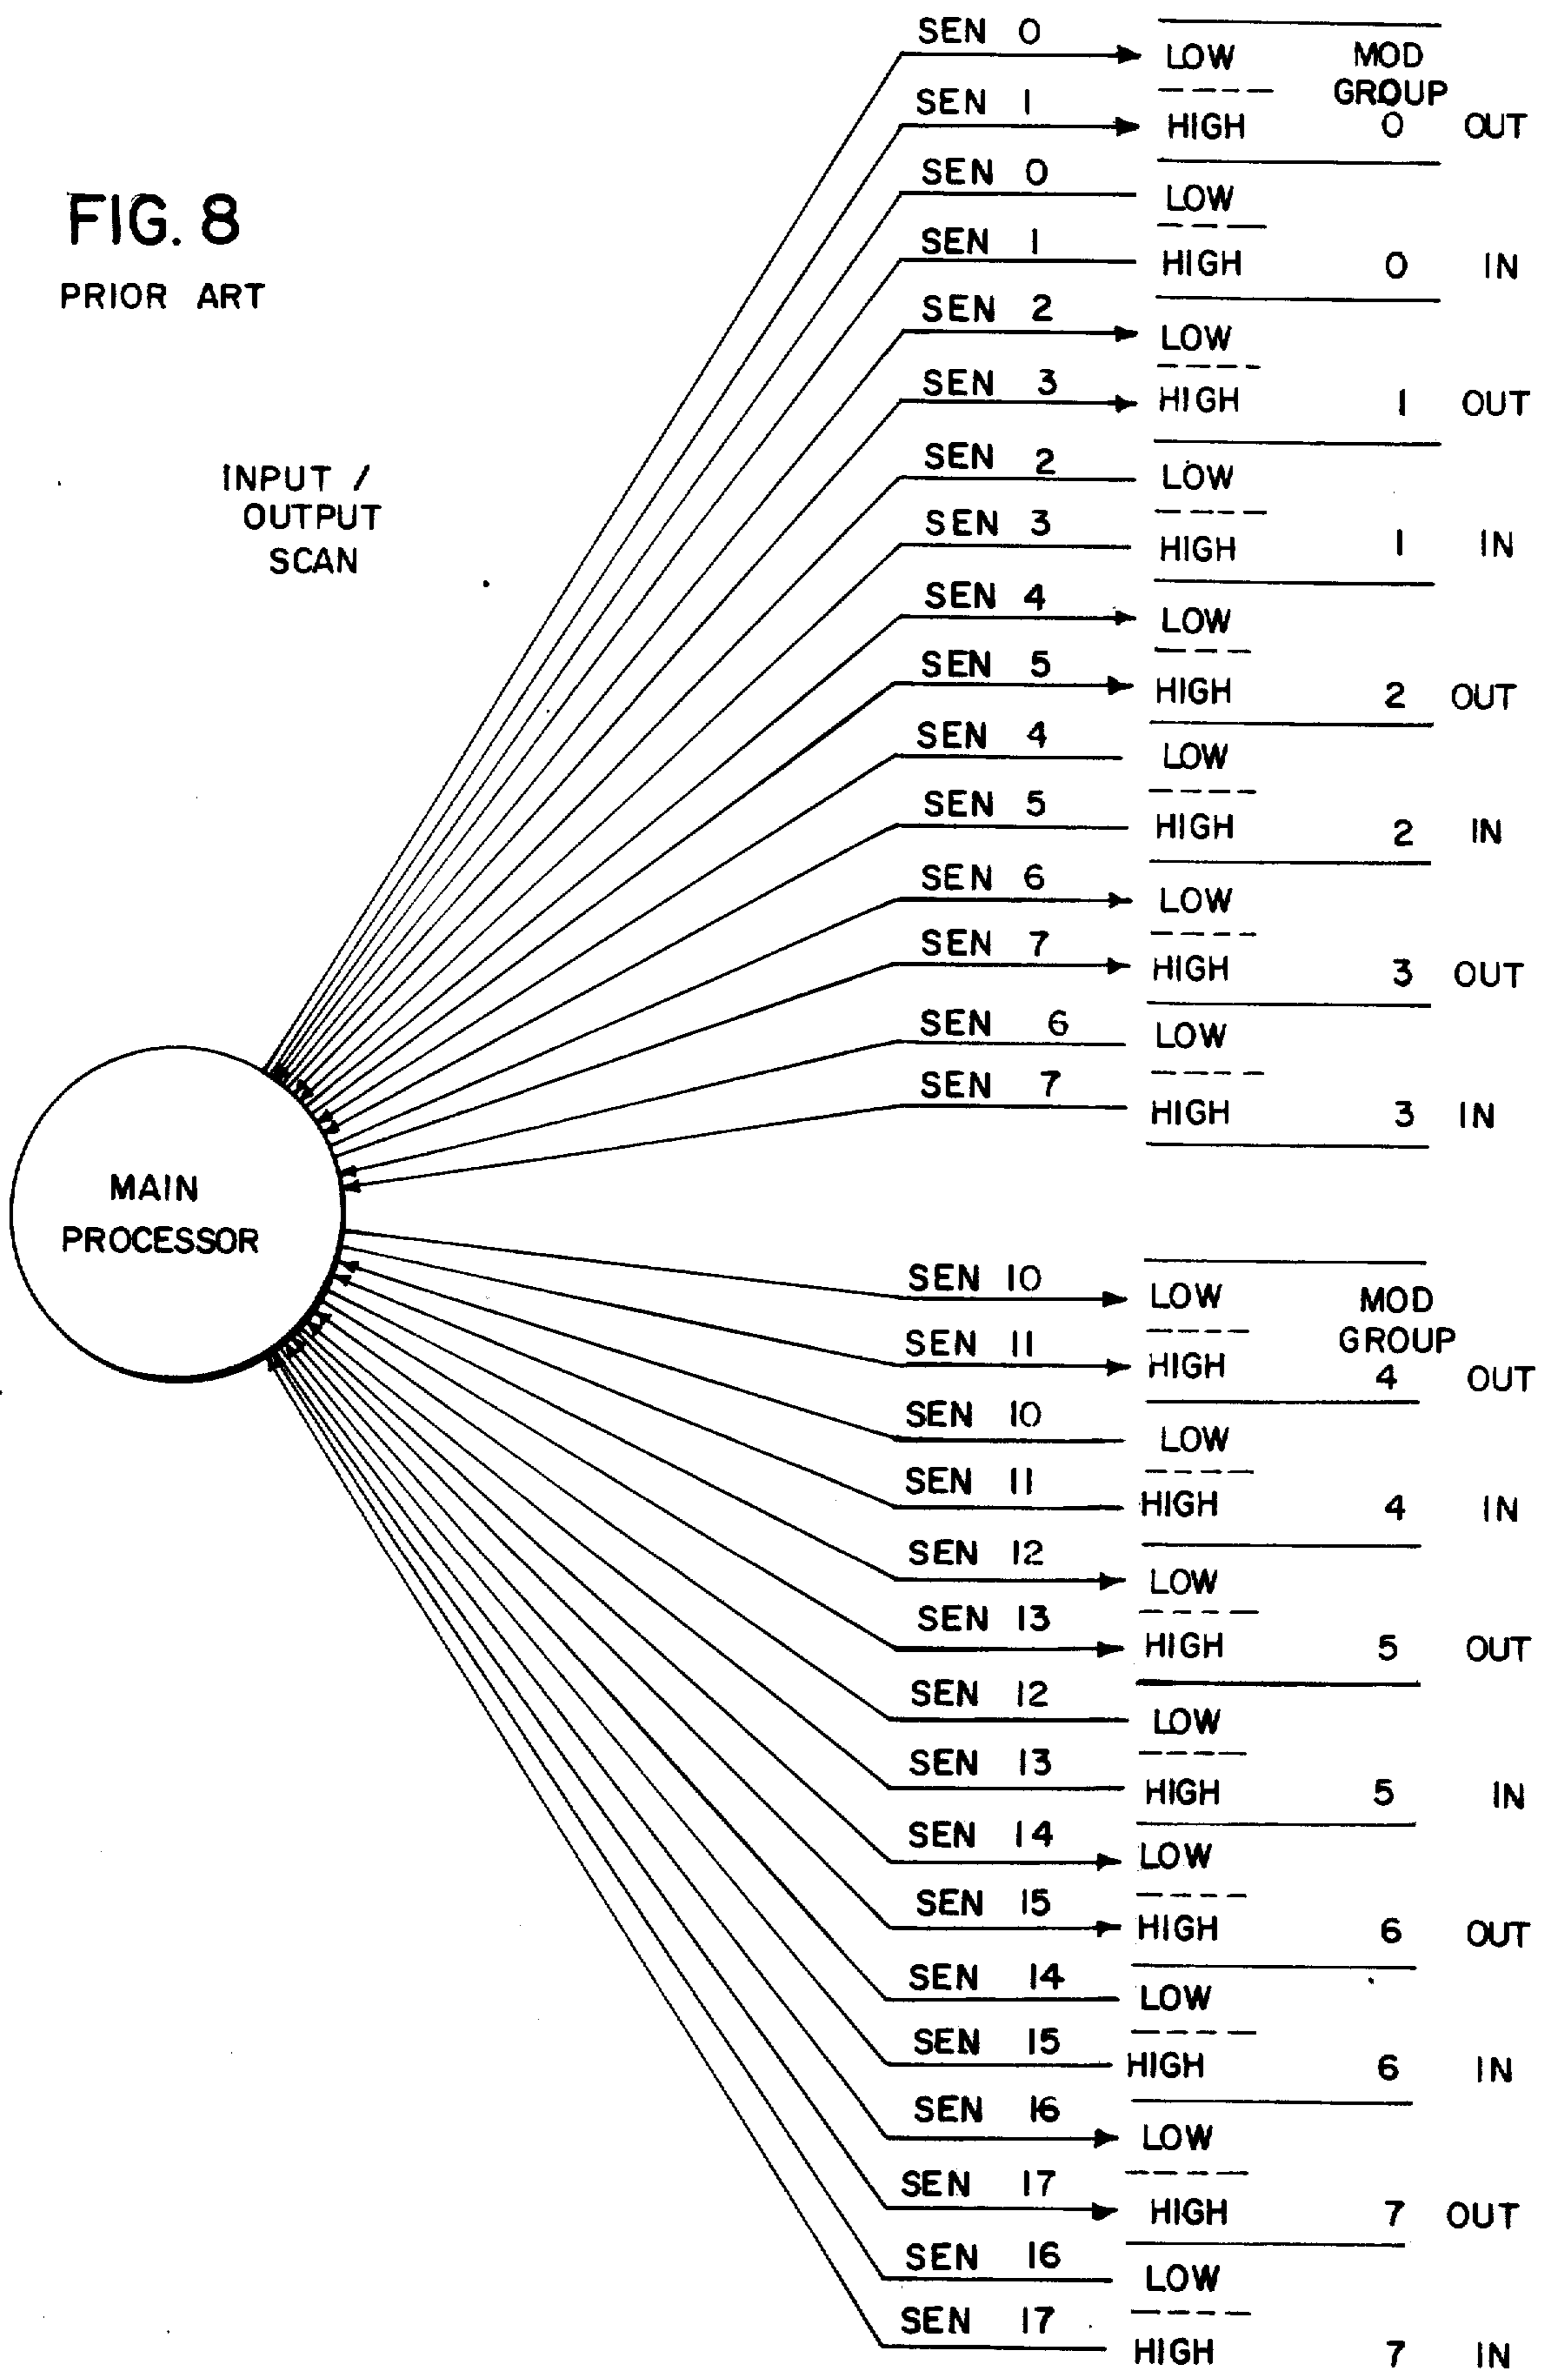 FIG. 8
PRIOR ART
INPUT /
OUTPUT
SCAN
MAIN
PROCESSOR
SEN 0 LOW MOD
GROUP
SEN 1 HIGH 0 OUT
SEN 0 LOW
SEN 1 HIGH 0 IN
SEN 2 LOW
SEN 3 HIGH 1 OUT
SEN 2 LOW
SEN 3 HIGH 1 IN
SEN 4 LOW
SEN 5 HIGH 2 OUT
SEN 4 LOW
SEN 5 HIGH 2 IN
SEN 6 LOW
SEN 7 HIGH 3 OUT
SEN 6 LOW
SEN 7 HIGH 3 IN
SEN 10 LOW MOD
GROUP
SEN 11 HIGH 4 OUT
SEN 10 LOW
SEN 11 HIGH 4 IN
SEN 12 LOW
SEN 13 HIGH 5 OUT
SEN 12 LOW
SEN 13 HIGH 5 IN
SEN 14 LOW
SEN 15 HIGH 6 OUT
SEN 14 LOW
SEN 15 HIGH 6 IN
SEN 16 LOW
SEN 17 HIGH 7 OUT
SEN 16 LOW
SEN 17 HIGH 7 IN